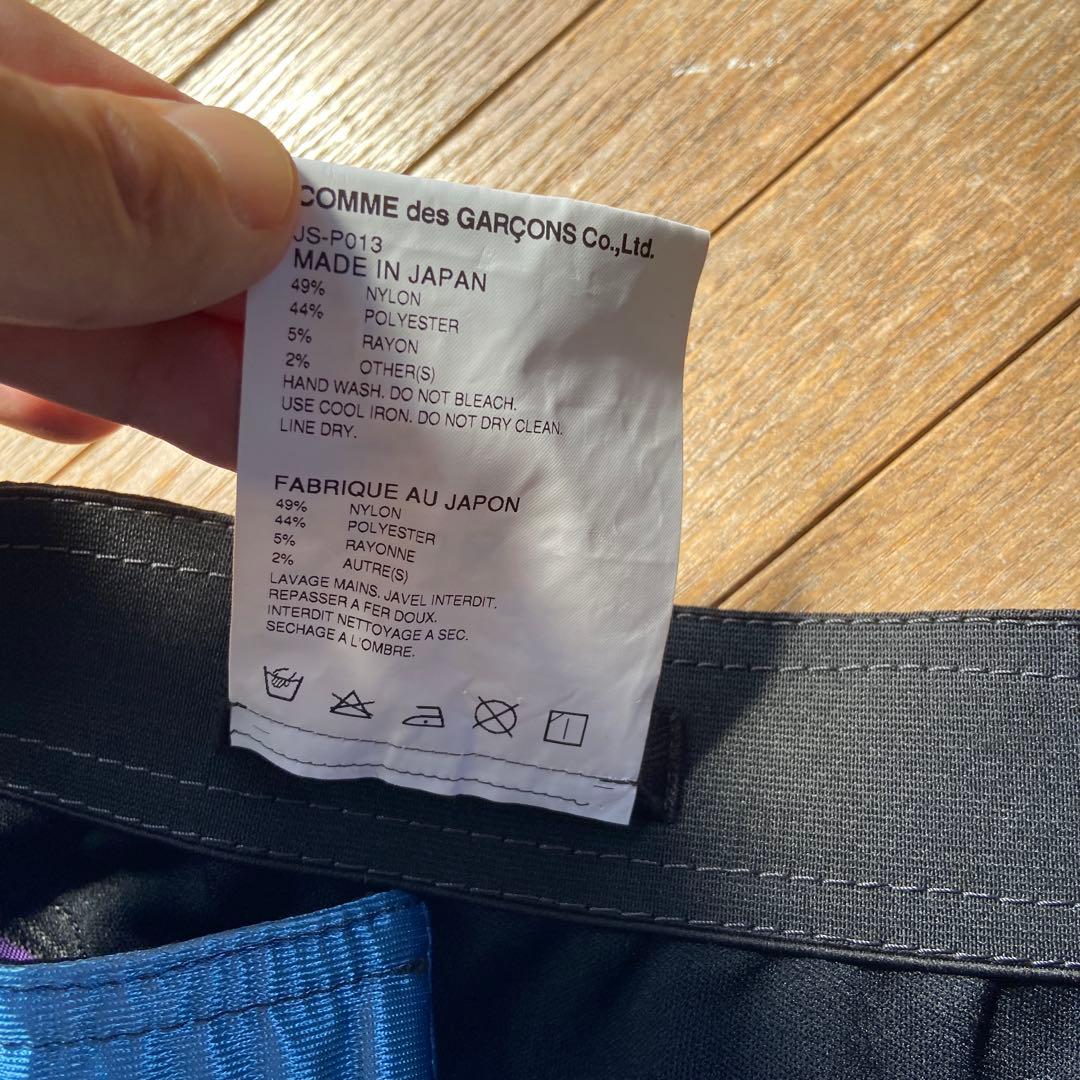 COMME des GARÇONS Co.,Ltd.
JS-P013
MADE IN JAPAN
49% NYLON
44% POLYESTER
5% RAYON
2% OTHER(S)
HAND WASH. DO NOT BLEACH.
USE COOL IRON. DO NOT DRY CLEAN.
LINE DRY.
FABRIQUE AU JAPON
49% NYLON
44% POLYESTER
5% RAYONNE
2% AUTRE(S)
LAVAGE MAINS. JAVEL INTERDIT.
REPASSER A FER DOUX.
INTERDIT NETTOYAGE A SEC.
SECHAGE A L'OMBRE.